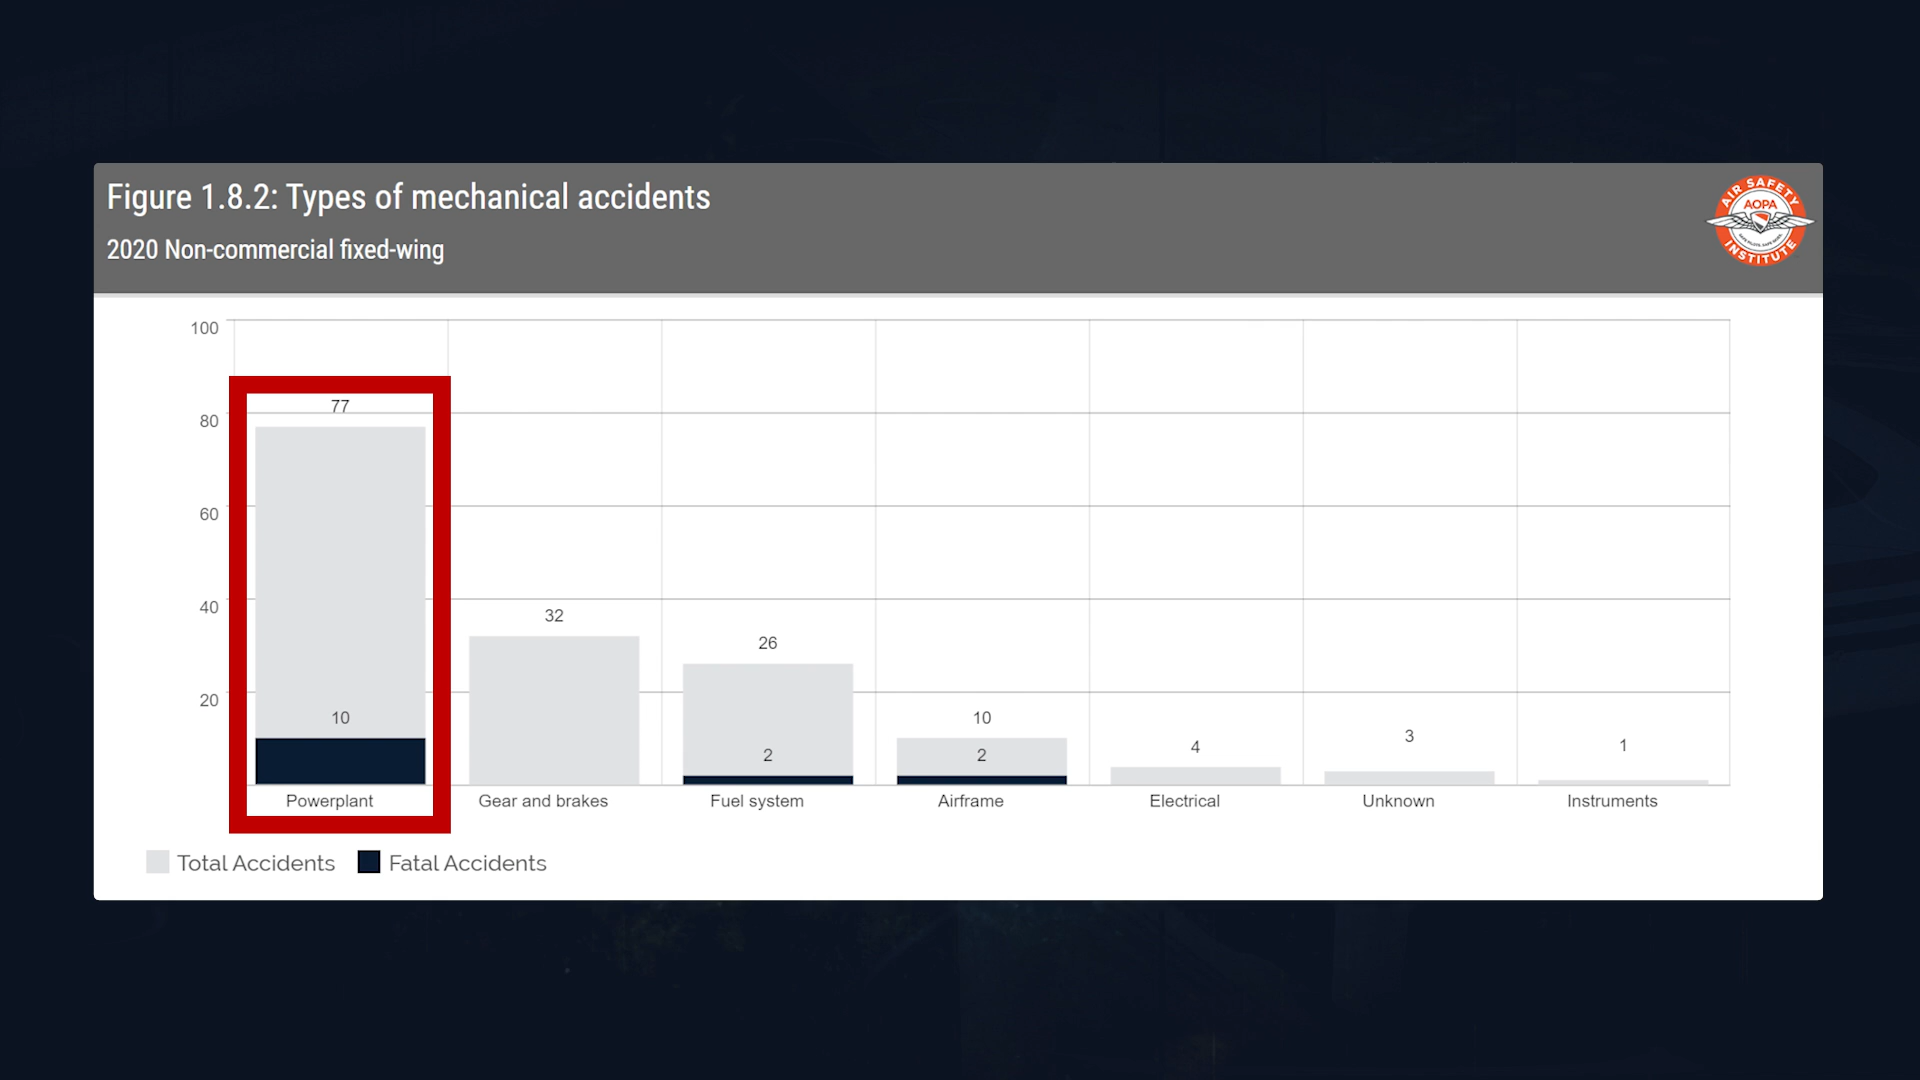 Figure 1.8.2: Types of mechanical accidents
2020 Non-commercial fixed-wing
AIR SAFETY
AOPA
INSTITUTE
100
80
60
40
20
77
10
32
26
2
10
2
4
3
1
Powerplant
Gear and brakes
Fuel system
Airframe
Electrical
Unknown
Instruments
Total Accidents
Fatal Accidents